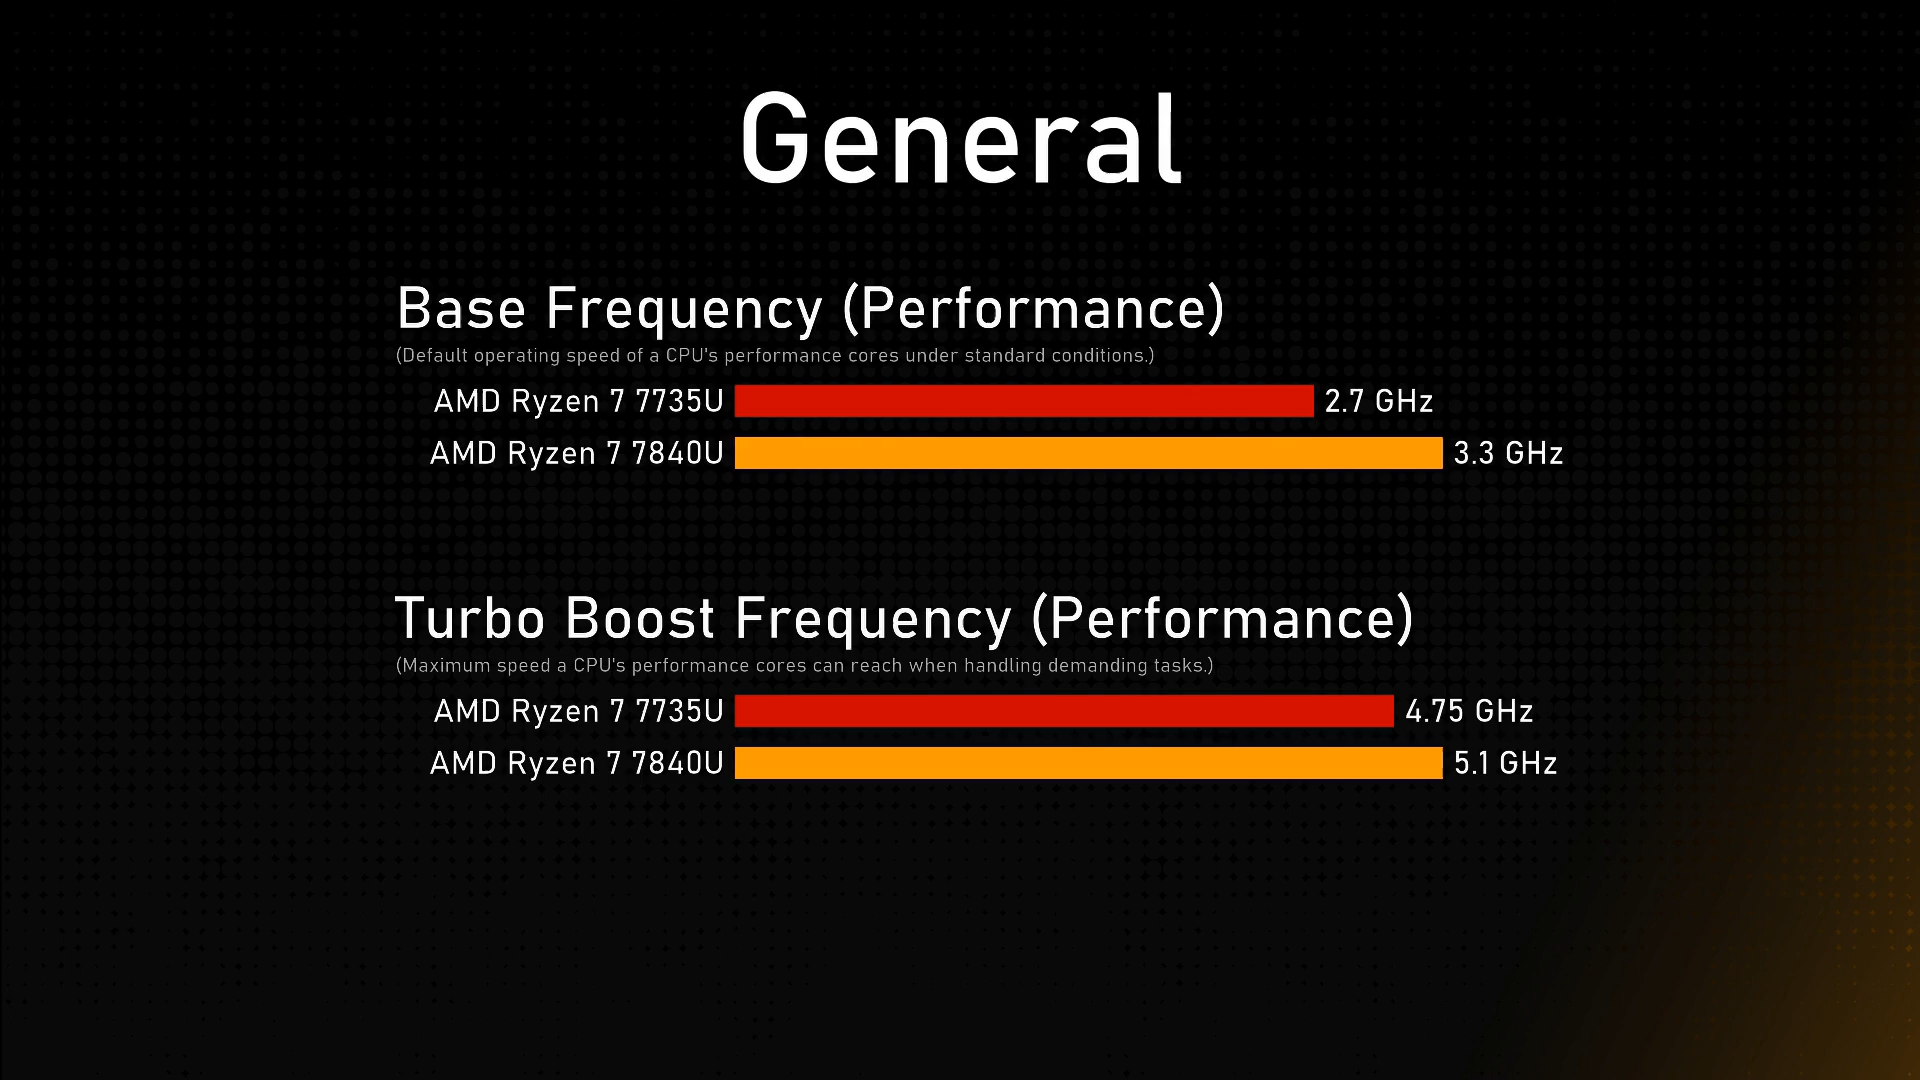 General
Base Frequency (Performance)
(Default operating speed of a CPU's performance cores under standard conditions.)
AMD Ryzen 7 7735U 2.7 GHz
AMD Ryzen 7 7840U 3.3 GHz
Turbo Boost Frequency (Performance)
(Maximum speed a CPU's performance cores can reach when handling demanding tasks.)
AMD Ryzen 7 7735U 4.75 GHz
AMD Ryzen 7 7840U 5.1 GHz